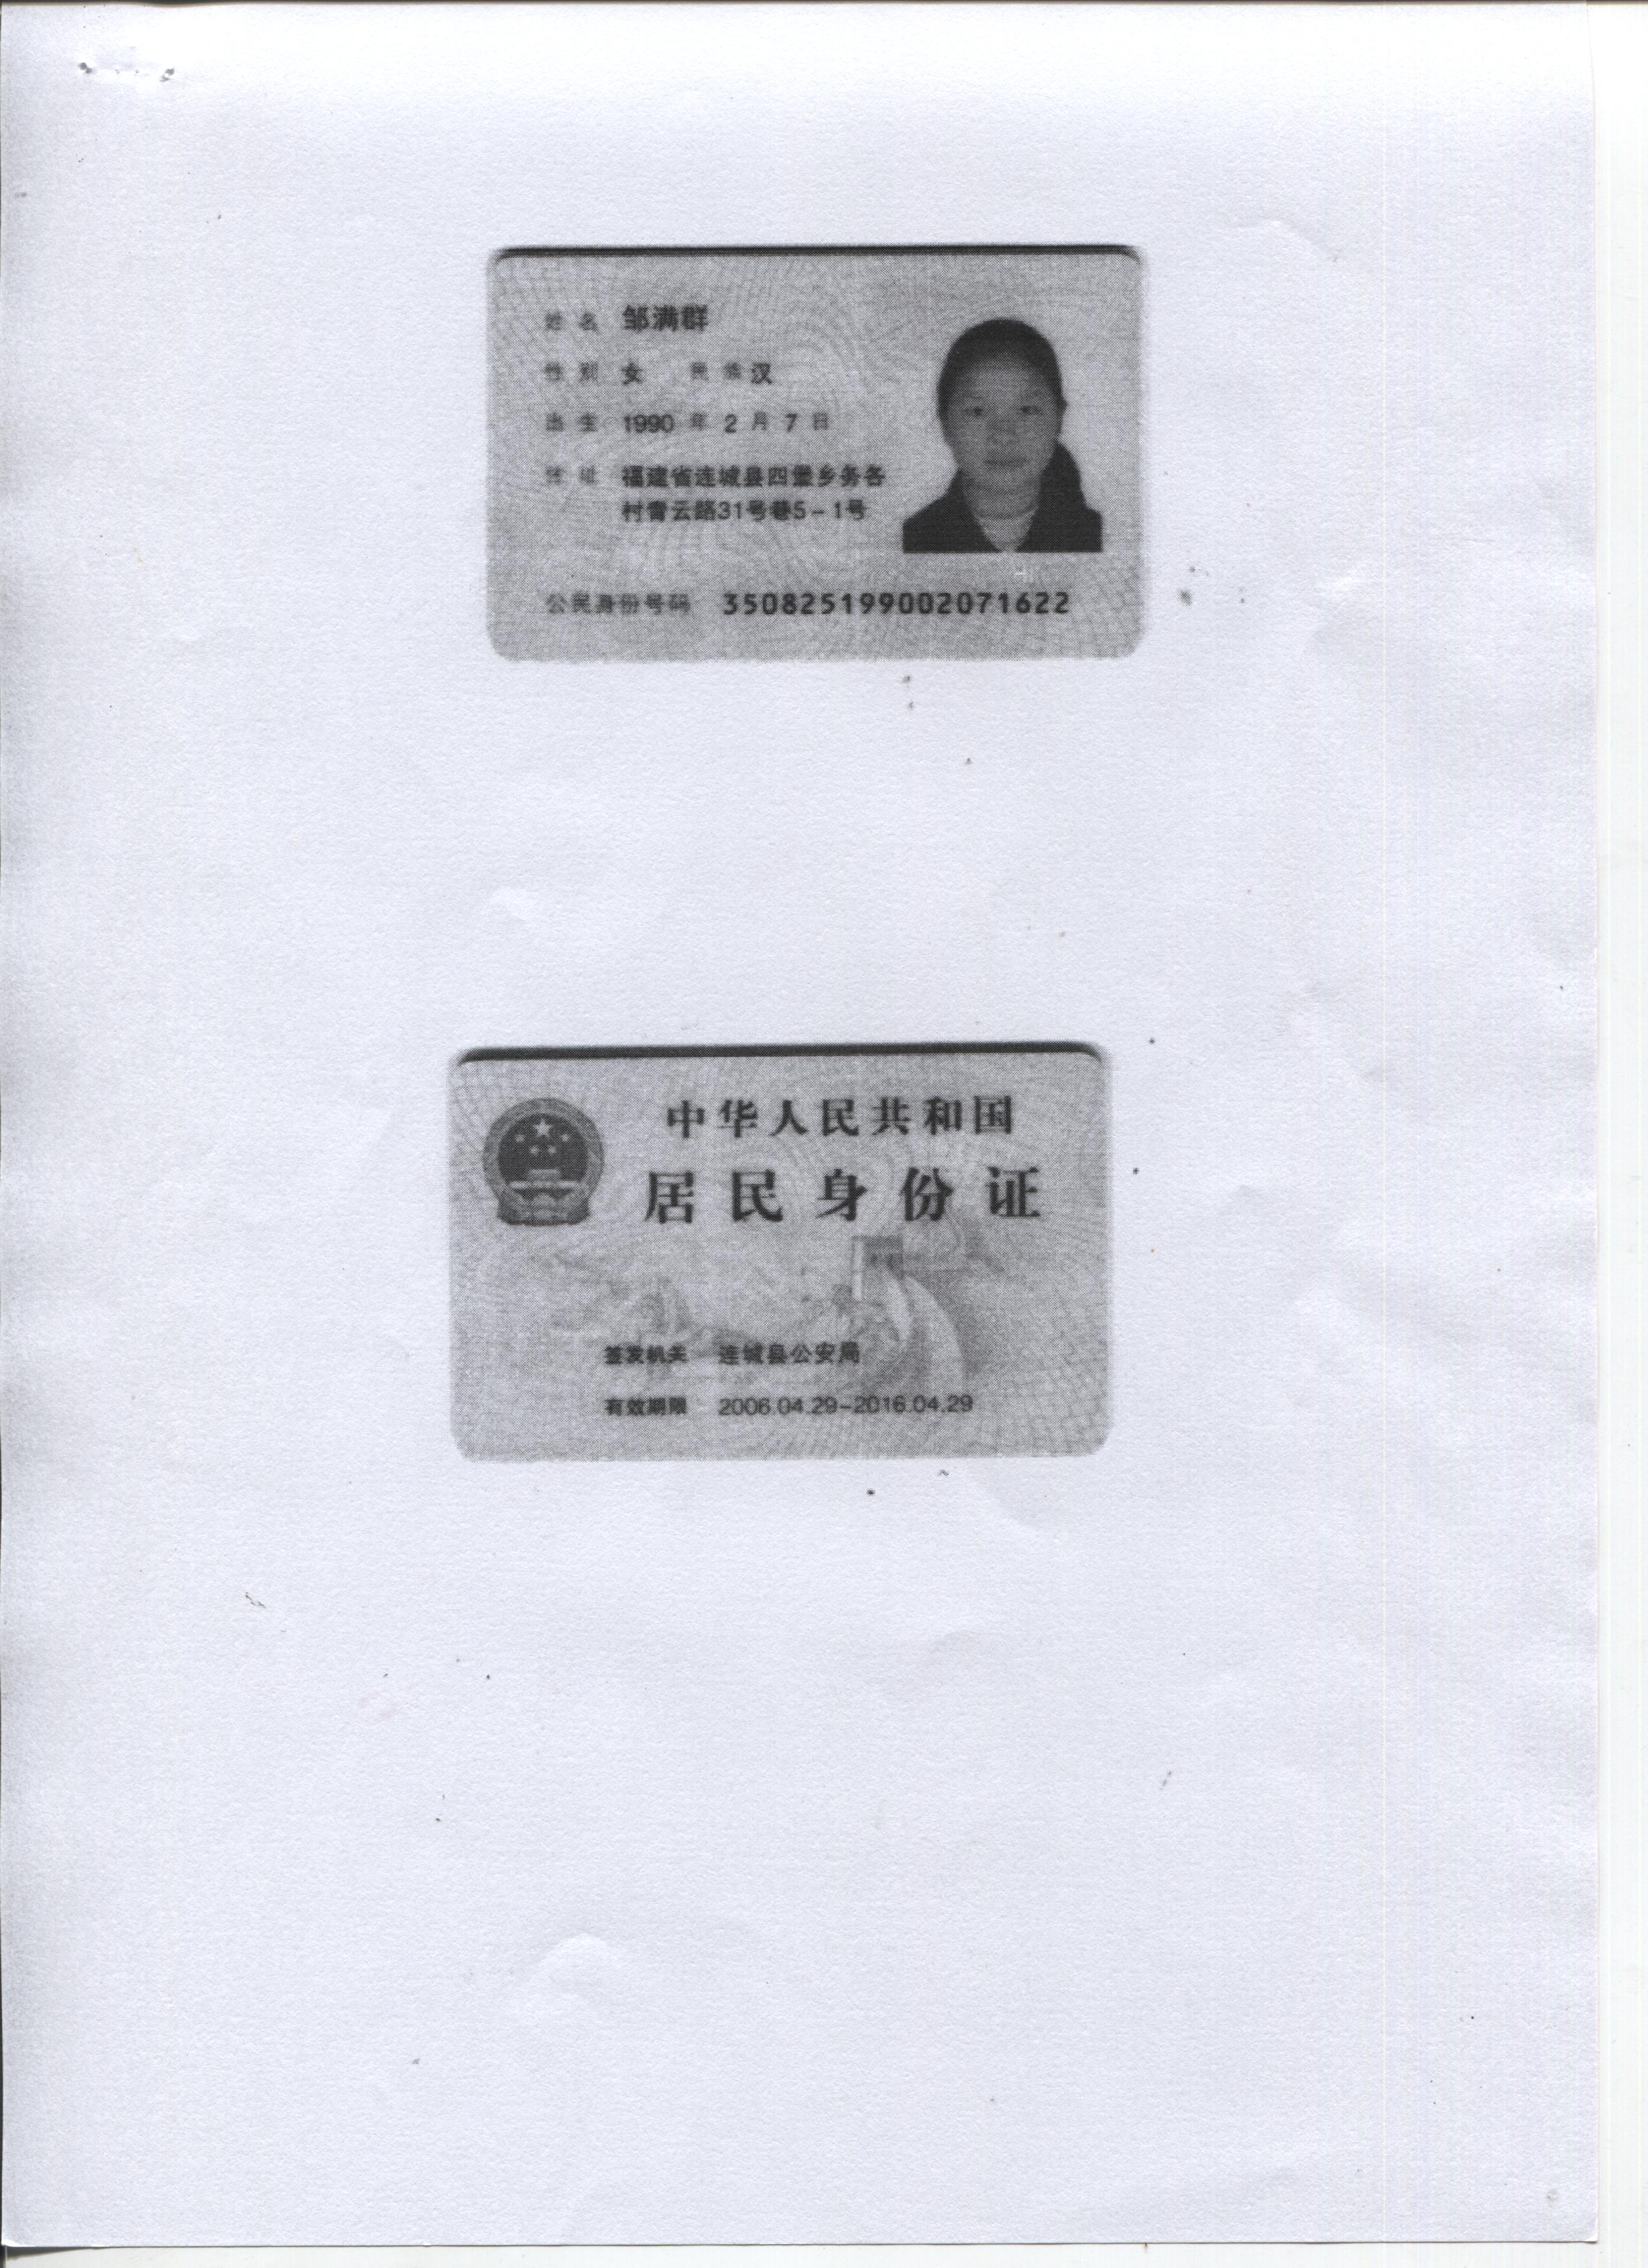 姓名 邹满群
性别 女 民族 汉
出生 1990 年 2 月 7 日
住址 福建省连城县四堡乡务各
村青云路31号巷5-1号
公民身份号码 350825199002071622
中华人民共和国
居民身份证
签发机关 连城县公安局
有效期限 2006.04.29-2016.04.29